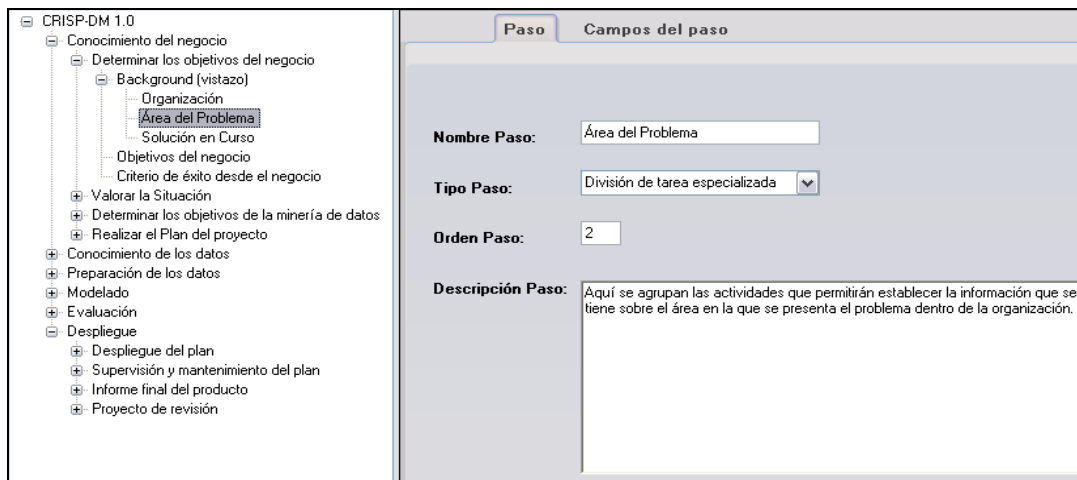 CRISP-DM 1.0
Conocimiento del negocio
Determinar los objetivos del negocio
Background (vistazo)
Organización
Área del Problema
Solución en Curso
Objetivos del negocio
Criterio de éxito desde el negocio
Valorar la Situación
Determinar los objetivos de la minería de datos
Realizar el Plan del proyecto
Conocimiento de los datos
Preparación de los datos
Modelado
Evaluación
Despliegue
Despliegue del plan
Supervisión y mantenimiento del plan
Informe final del producto
Proyecto de revisión
Paso Campos del paso
Nombre Paso: Área del Problema
Tipo Paso: División de tarea especializada
Orden Paso: 2
Descripción Paso: Aquí se agrupan las actividades que permitirán establecer la información que se
tiene sobre el área en la que se presenta el problema dentro de la organización.